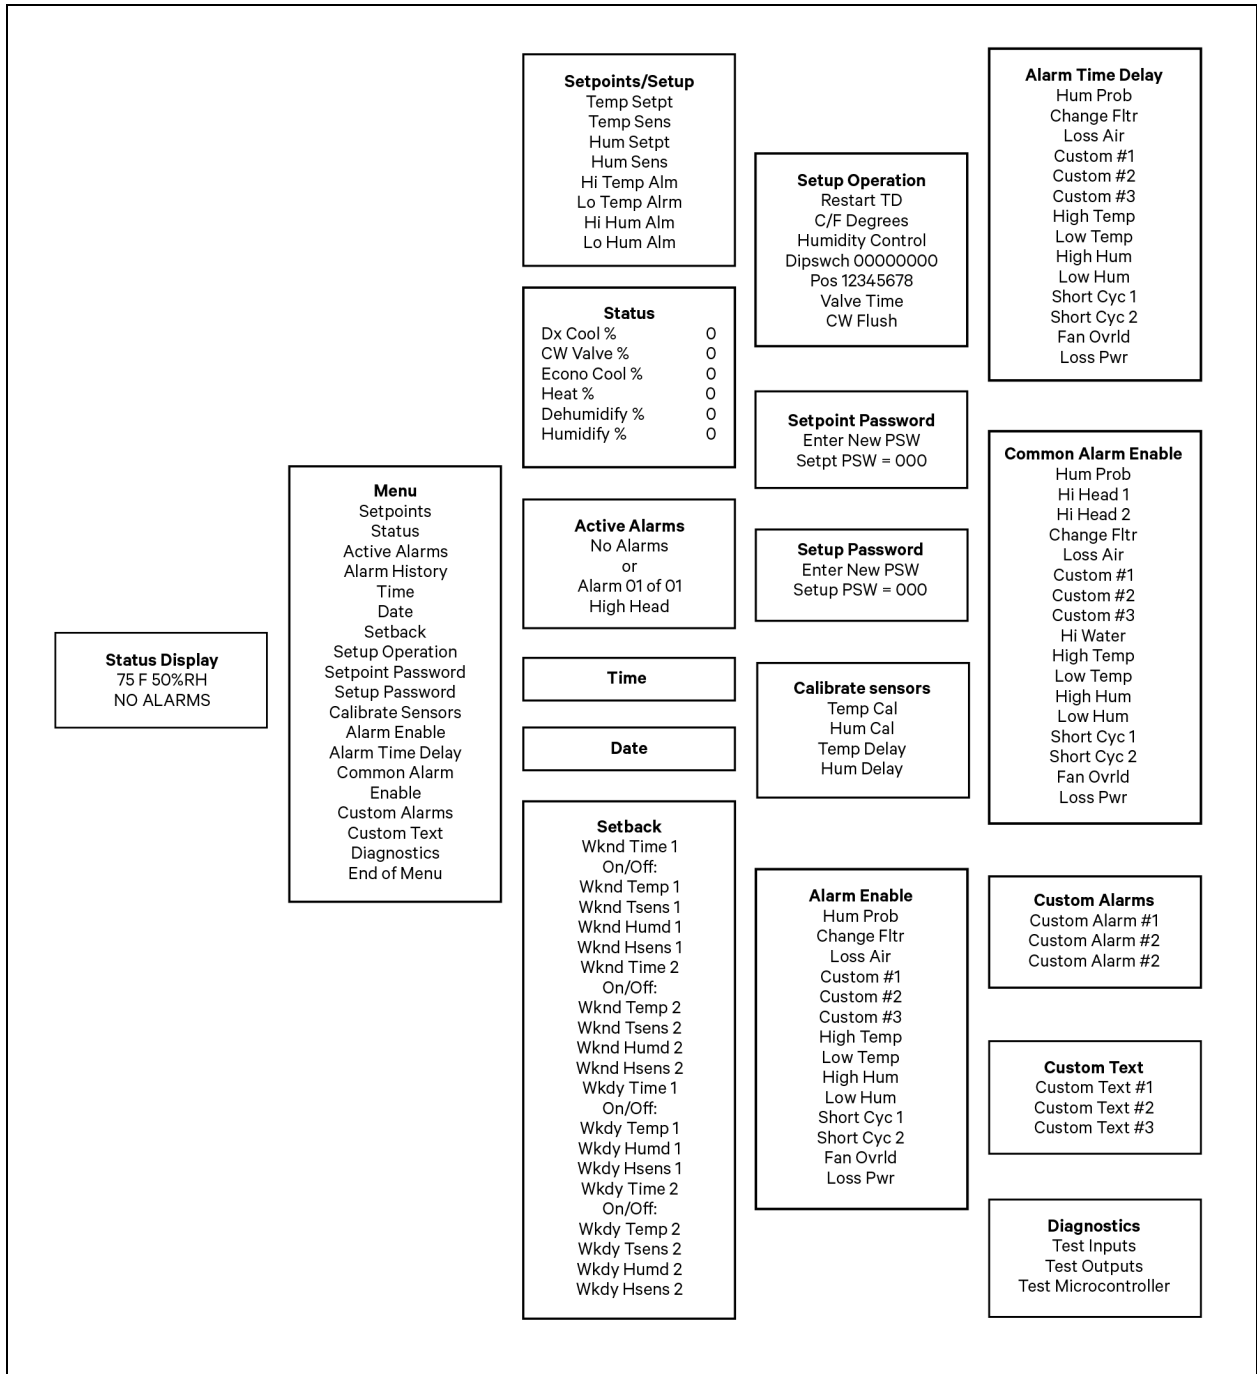 Status Display
75 F 50%RH
NO ALARMS
Menu
Setpoints
Status
Active Alarms
Alarm History
Time
Date
Setback
Setup Operation
Setpoint Password
Setup Password
Calibrate Sensors
Alarm Enable
Alarm Time Delay
Common Alarm
Enable
Custom Alarms
Custom Text
Diagnostics
End of Menu
Setpoints/Setup
Temp Setpt
Temp Sens
Hum Setpt
Hum Sens
Hi Temp Alm
Lo Temp Alrm
Hi Hum Alm
Lo Hum Alm
Status
Dx Cool % 0
CW Valve % 0
Econo Cool % 0
Heat % 0
Dehumidify % 0
Humidify % 0
Active Alarms
No Alarms
or
Alarm 01 of 01
High Head
Time
Date
Setback
Wknd Time 1
On/Off:
Wknd Temp 1
Wknd Tsens 1
Wknd Humd 1
Wknd Hsens 1
Wknd Time 2
On/Off:
Wknd Temp 2
Wknd Tsens 2
Wknd Humd 2
Wknd Hsens 2
Wkdy Time 1
On/Off:
Wkdy Temp 1
Wkdy Humd 1
Wkdy Hsens 1
Wkdy Time 2
On/Off:
Wkdy Temp 2
Wkdy Tsens 2
Wkdy Humd 2
Wkdy Hsens 2
Setup Operation
Restart TD
C/F Degrees
Humidity Control
Dipswch 00000000
Pos 12345678
Valve Time
CW Flush
Setpoint Password
Enter New PSW
Setpt PSW = 000
Setup Password
Enter New PSW
Setup PSW = 000
Calibrate sensors
Temp Cal
Hum Cal
Temp Delay
Hum Delay
Alarm Enable
Hum Prob
Change Fltr
Loss Air
Custom #1
Custom #2
Custom #3
High Temp
Low Temp
High Hum
Low Hum
Short Cyc 1
Short Cyc 2
Fan Ovrld
Loss Pwr
Alarm Time Delay
Hum Prob
Change Fltr
Loss Air
Custom #1
Custom #2
Custom #3
High Temp
Low Temp
High Hum
Low Hum
Short Cyc 1
Short Cyc 2
Fan Ovrld
Loss Pwr
Common Alarm Enable
Hum Prob
Hi Head 1
Hi Head 2
Change Fltr
Loss Air
Custom #1
Custom #2
Custom #3
Hi Water
High Temp
Low Temp
High Hum
Low Hum
Short Cyc 1
Short Cyc 2
Fan Ovrld
Loss Pwr
Custom Alarms
Custom Alarm #1
Custom Alarm #2
Custom Alarm #2
Custom Text
Custom Text #1
Custom Text #2
Custom Text #3
Diagnostics
Test Inputs
Test Outputs
Test Microcontroller